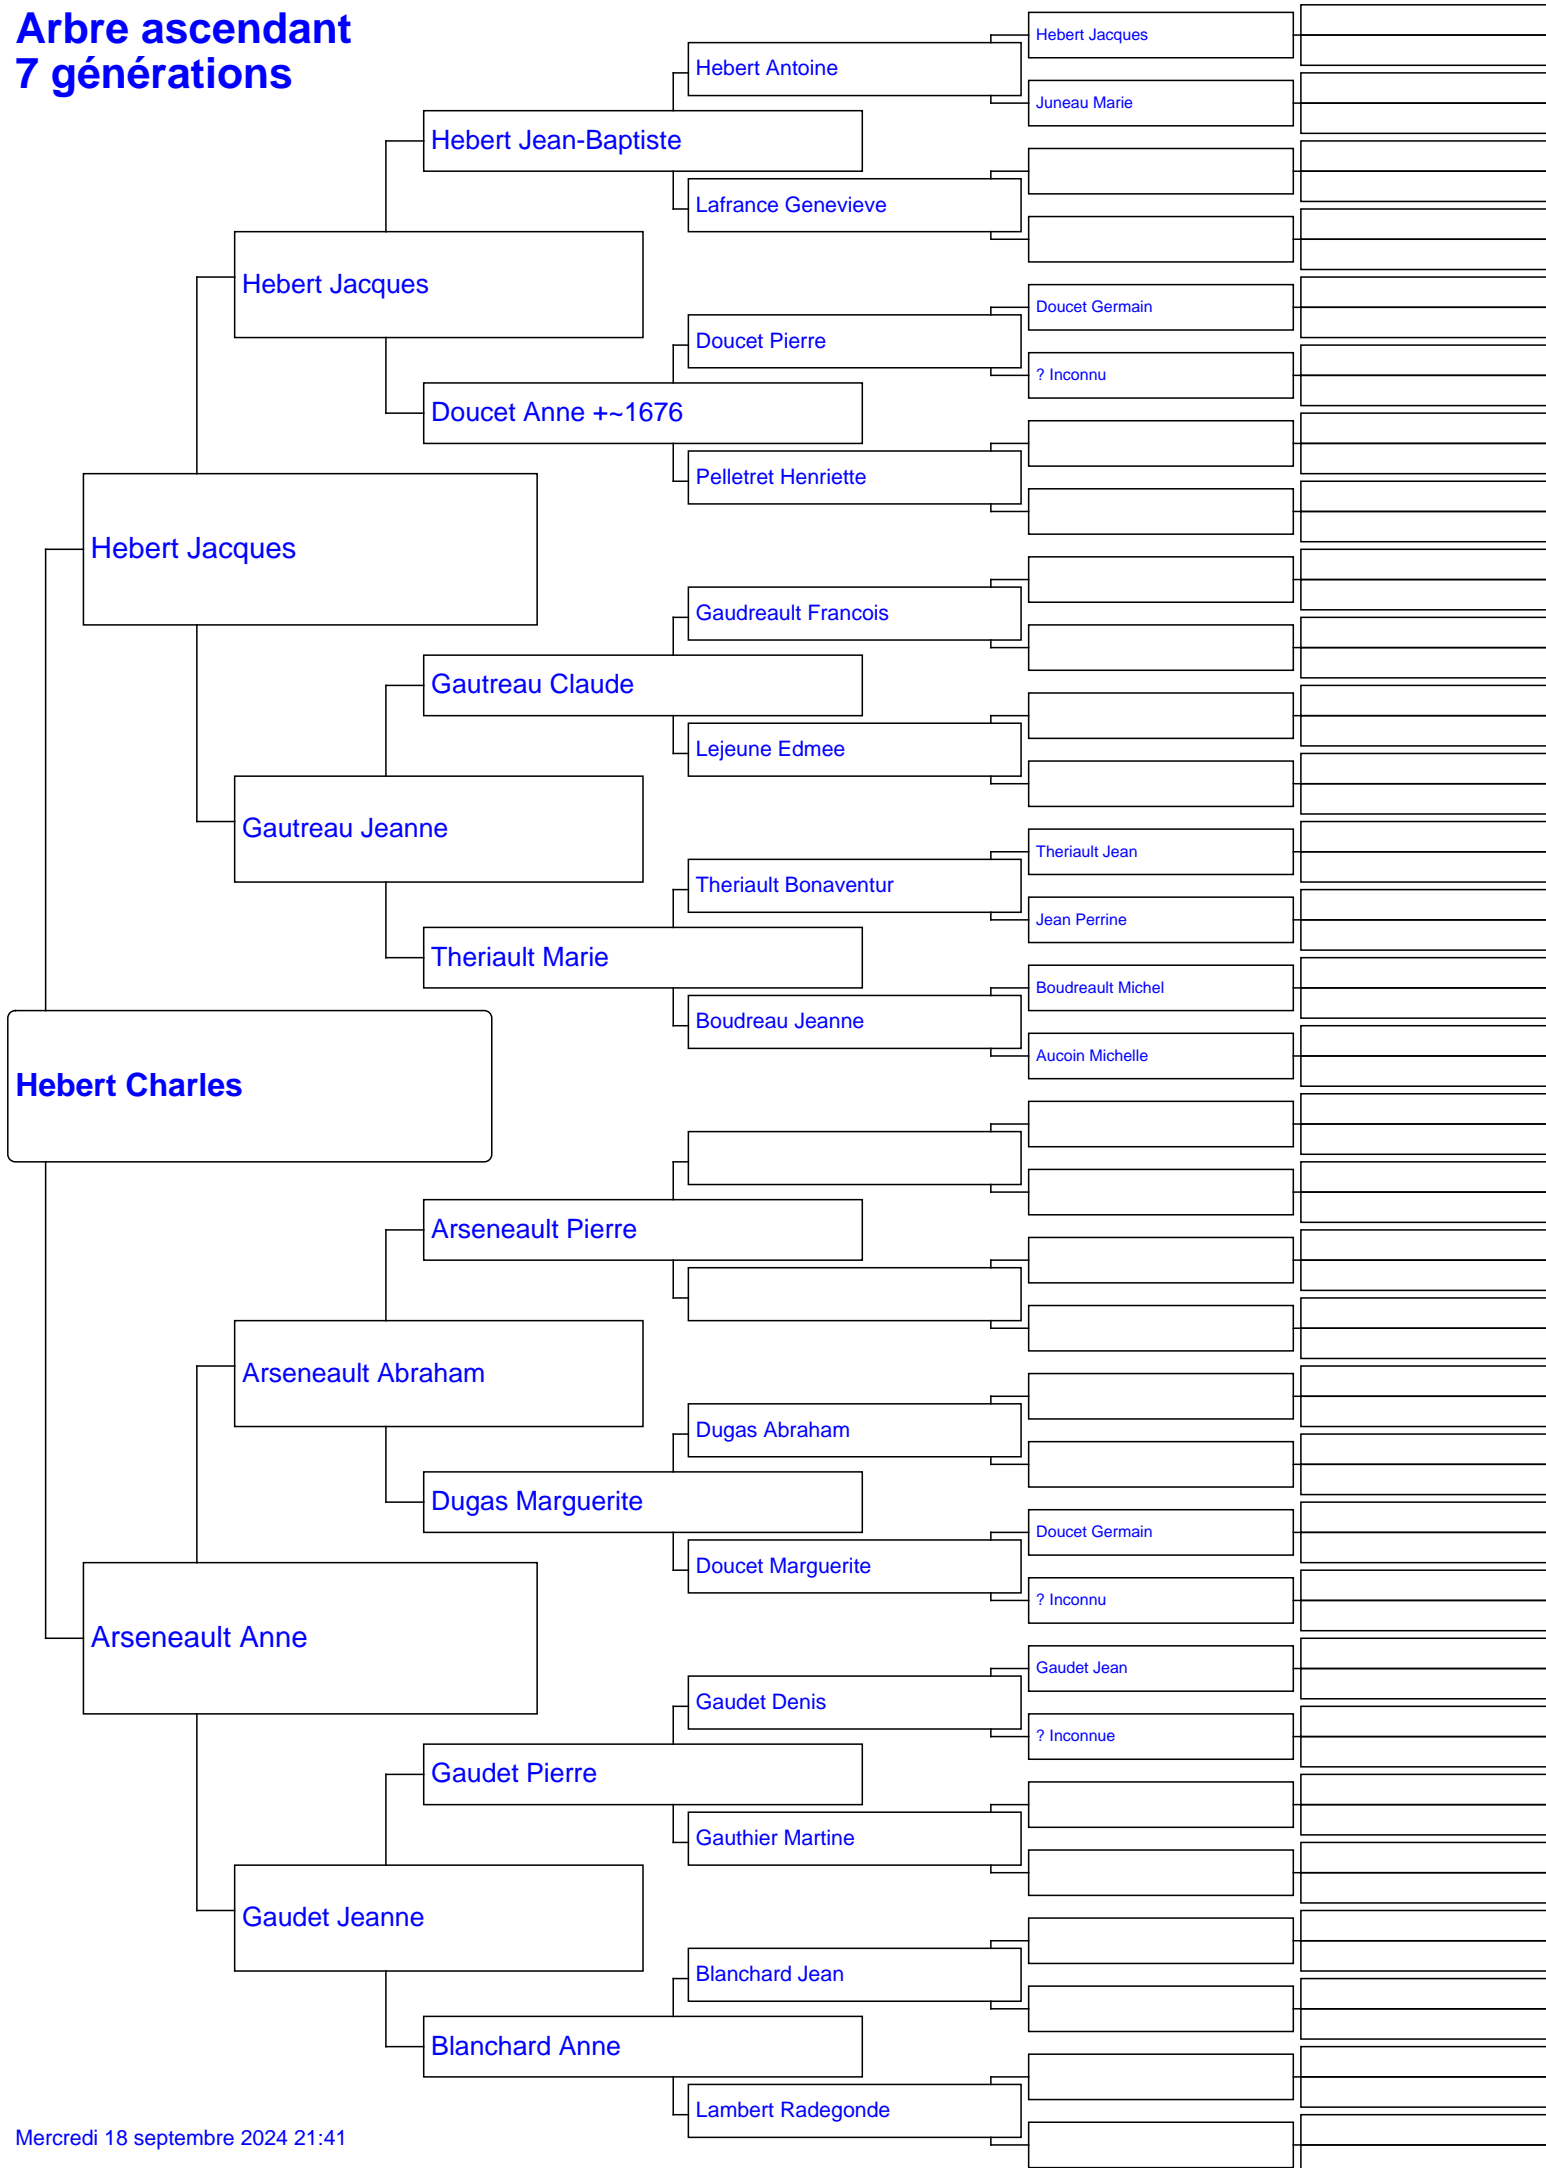 Arbre ascendant
7 générations
Hebert Jacques
Hebert Antoine
Juneau Marie
Hebert Jean-Baptiste
Lafrance Genevieve
Hebert Jacques
Doucet Germain
Doucet Pierre
? Inconnu
Doucet Anne +~1676
Pelletret Henriette
Hebert Jacques
Gaudreault Francois
Gautreau Claude
Lejeune Edmee
Gautreau Jeanne
Theriault Jean
Theriault Bonaventur
Jean Perrine
Theriault Marie
Boudreault Michel
Boudreau Jeanne
Aucoin Michelle
Hebert Charles
Arseneault Pierre
Arseneault Abraham
Dugas Abraham
Dugas Marguerite
Doucet Germain
Doucet Marguerite
? Inconnu
Arseneault Anne
Gaudet Jean
Gaudet Denis
? Inconnue
Gaudet Pierre
Gauthier Martine
Gaudet Jeanne
Blanchard Jean
Blanchard Anne
Lambert Radegonde
Mercredi 18 septembre 2024 21:41